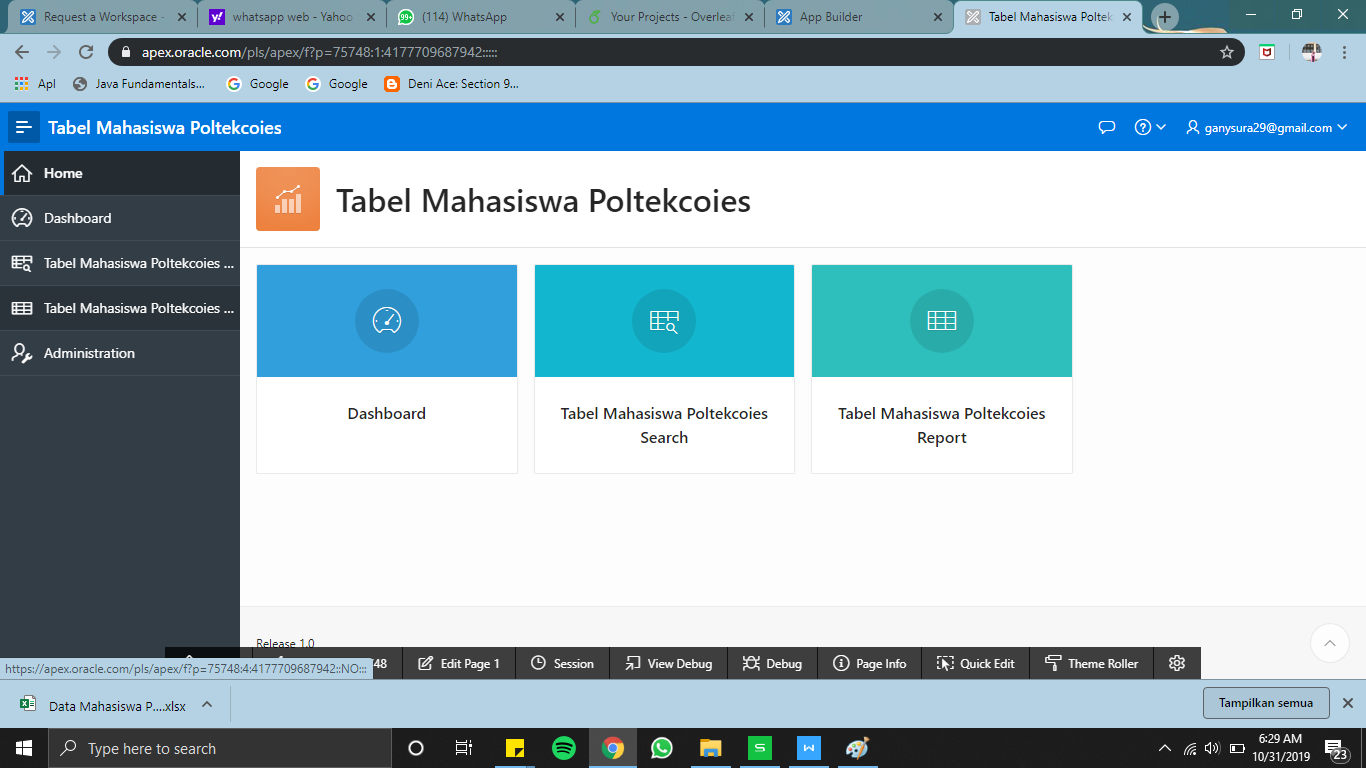 Request a Workspace -
whatsapp web - Yahoo
99+
(114) WhatsApp
Your Projects - Overleaf
App Builder
Tabel Mahasiswa Poltek
apex.oracle.com/pls/apex/f?p=75748:1:4177709687942:::::
Apl
Java Fundamentals...
Google
Google
Deni Ace: Section 9...
Tabel Mahasiswa Poltekcoies
ganysura29@gmail.com
Home
Dashboard
Tabel Mahasiswa Poltekcoies ...
Tabel Mahasiswa Poltekcoies ...
Administration
Tabel Mahasiswa Poltekcoies
Dashboard
Tabel Mahasiswa Poltekcoies
Search
Tabel Mahasiswa Poltekcoies
Report
Release 1.0
48
Edit Page 1
Session
View Debug
Debug
Page Info
Quick Edit
Theme Roller
https://apex.oracle.com/pls/apex/f?p=75748:4:4177709687942::NO:::
Data Mahasiswa P....xlsx
Tampilkan semua
Type here to search
S
W
6:29 AM
10/31/2019
23